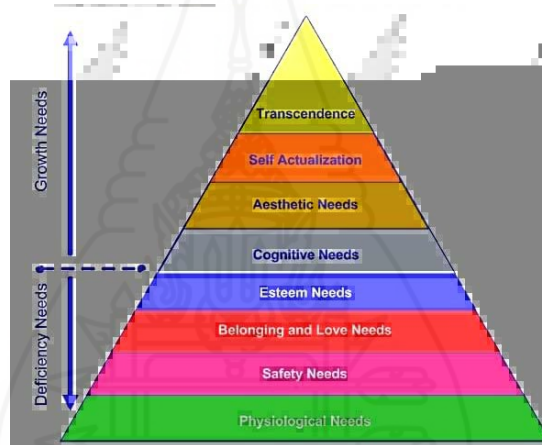 Transcendence
Self Actualization
Aesthetic Needs
Cognitive Needs
Esteem Needs
Belonging and Love Needs
Safety Needs
Physiological Needs
Growth Needs
Deficiency Needs